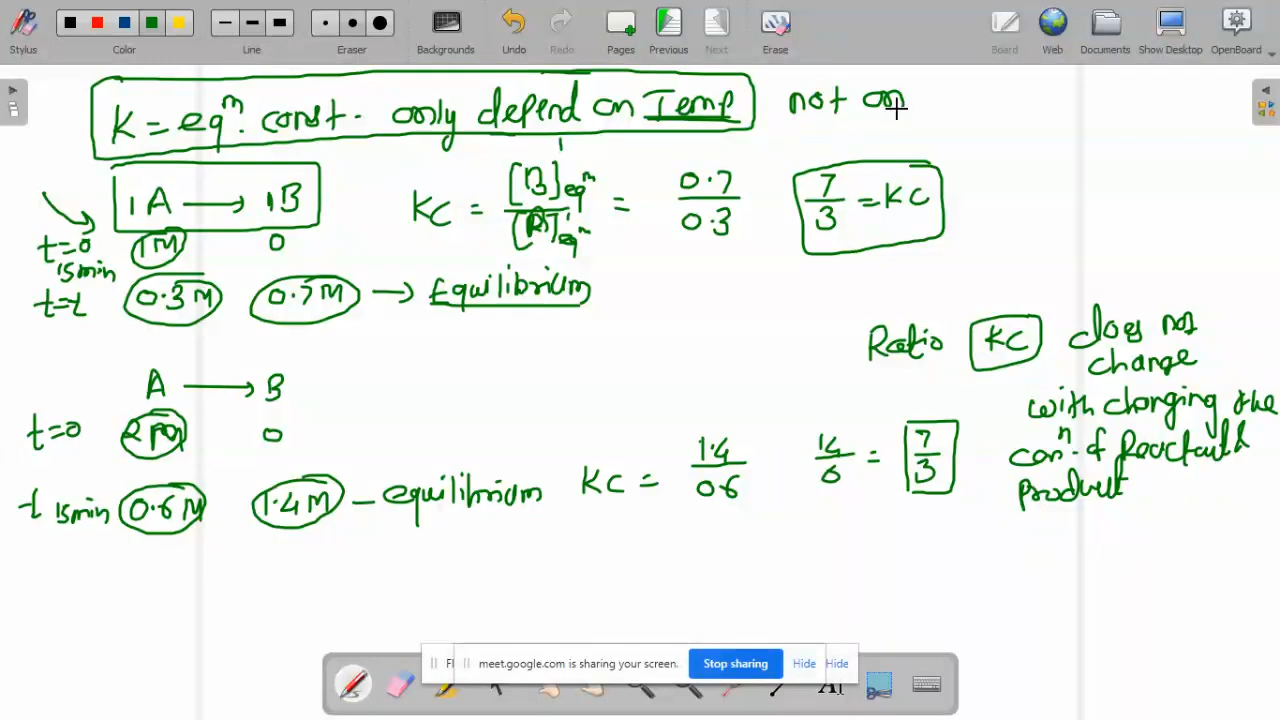 Stylus Color Line Eraser Backgrounds Undo Redo Pages Previous Next Erase Board Web Documents Show Desktop OpenBoard
K = eqm. const. only depend on Temp not on
1A → 1B
KC = [B]eqm / [A]1eqm = 0.7 / 0.3
7/3 = KC
t=0 1M 0
15min
t=t 0.3M 0.7M → Equilibrium
Ratio KC does not
change
with changing the
conn. of Reactant &
product
A → B
t=0 2M 0
t 15min 0.6M 1.4M – equilibrium
KC = 1.4 / 0.6
14/6 = 7/3
meet.google.com is sharing your screen. Stop sharing Hide Hide